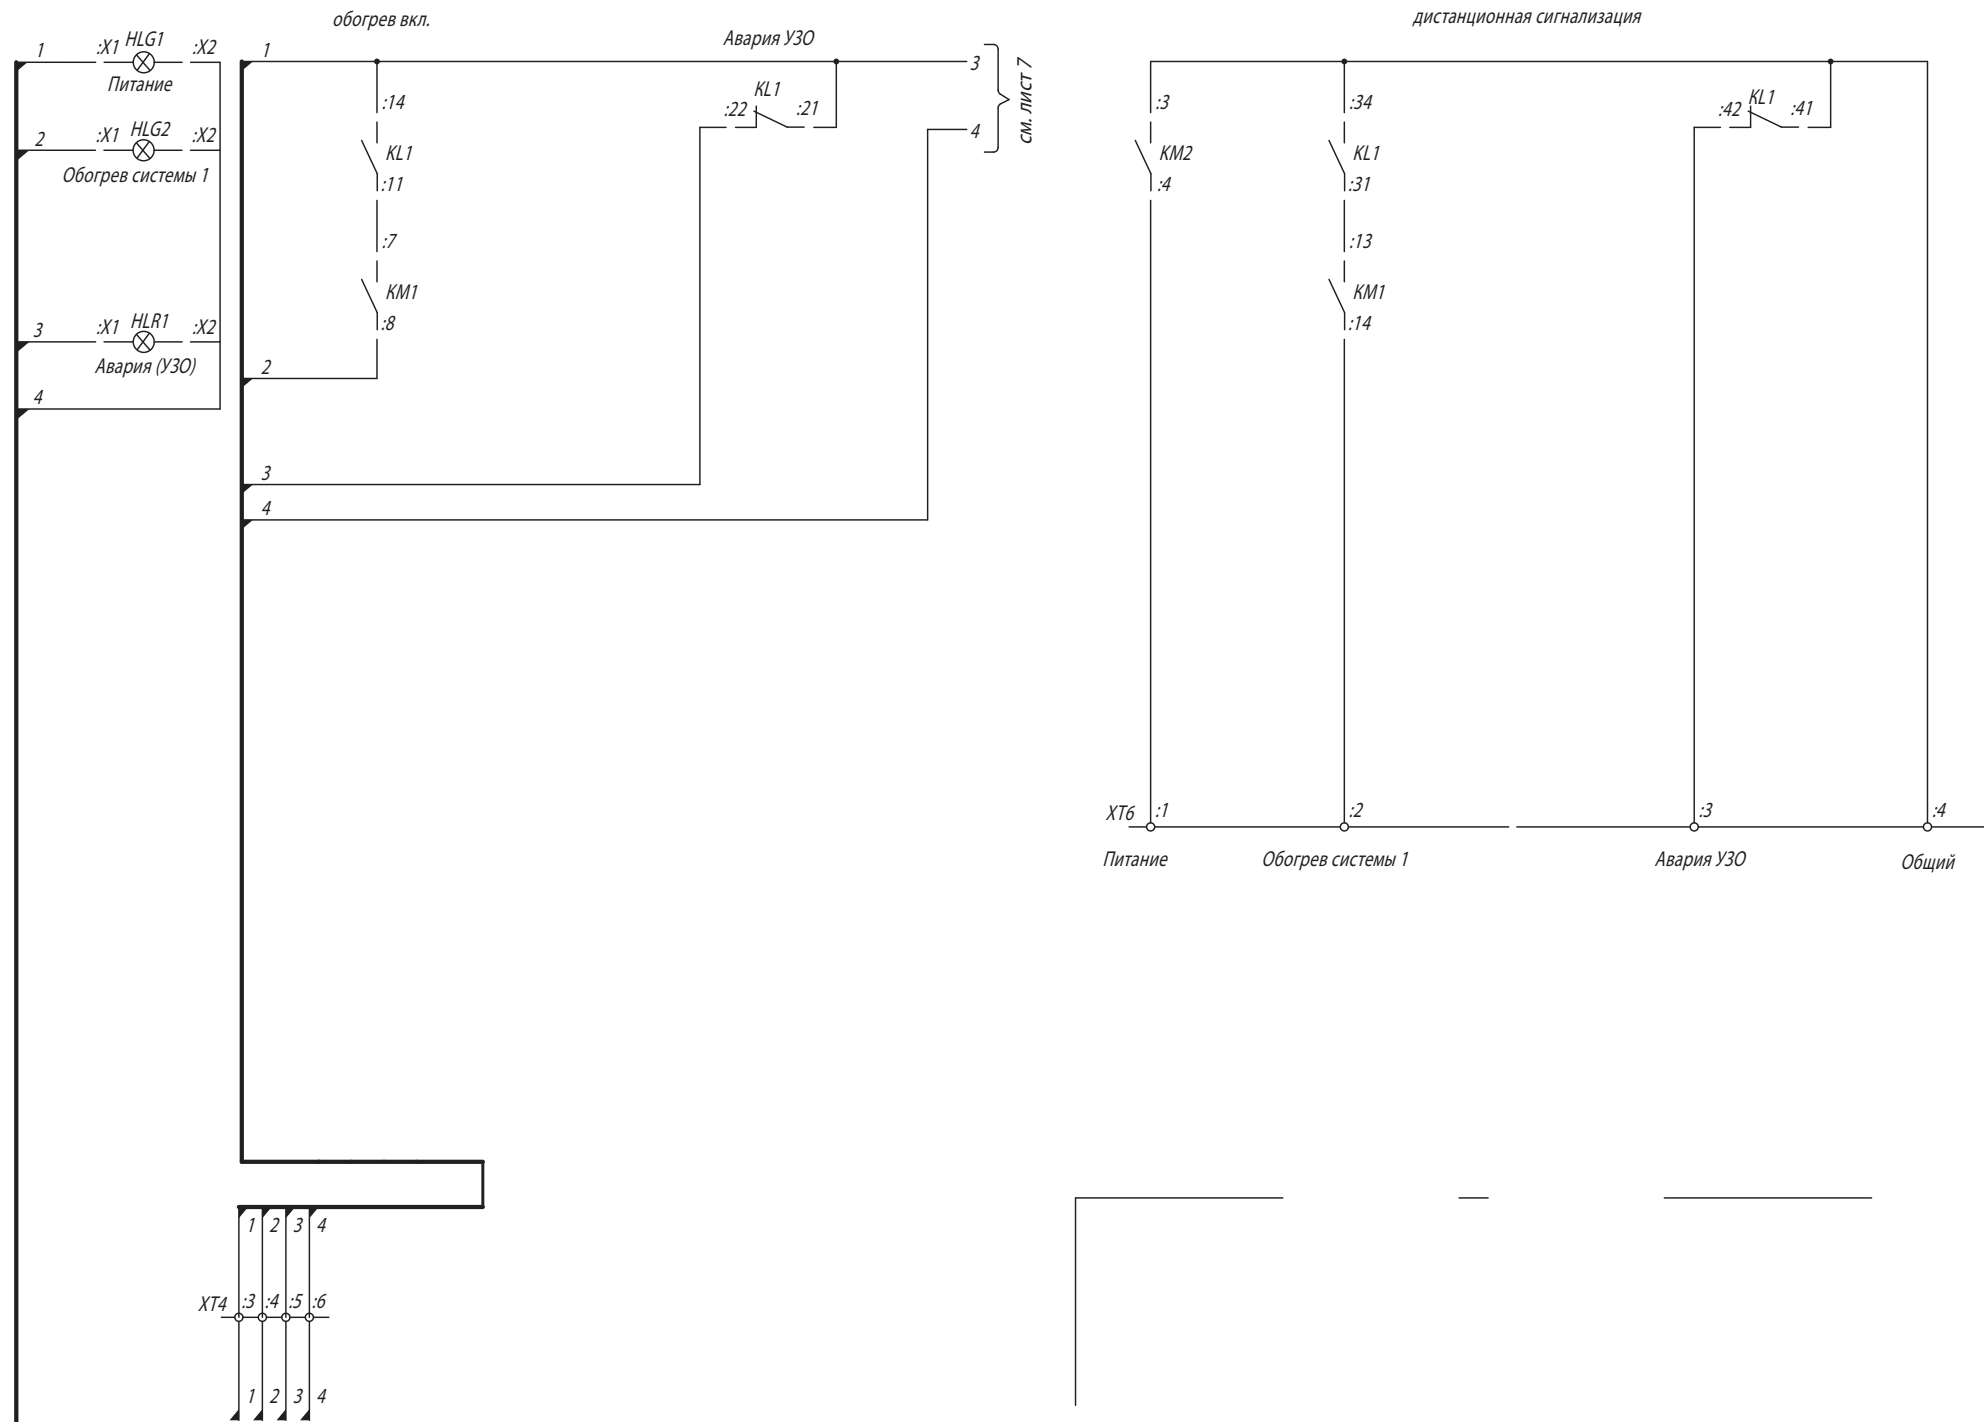 обогрев вкл.
Авария УЗО
дистанционная сигнализация
1 :X1 HLG1 :X2
Питание
2 :X1 HLG2 :X2
Обогрев системы 1
3 :X1 HLR1 :X2
Авария (УЗО)
4
1
:14
KL1
:11
:7
KM1
:8
2
3
4
:22 KL1 :21
3
4
см. лист 7
:3
KM2
:4
:34
KL1
:31
:13
KM1
:14
:42 KL1 :41
XT6 :1 :2 :3 :4
Питание Обогрев системы 1 Авария УЗО Общий
1 2 3 4
XT4 :3 :4 :5 :6
1 2 3 4